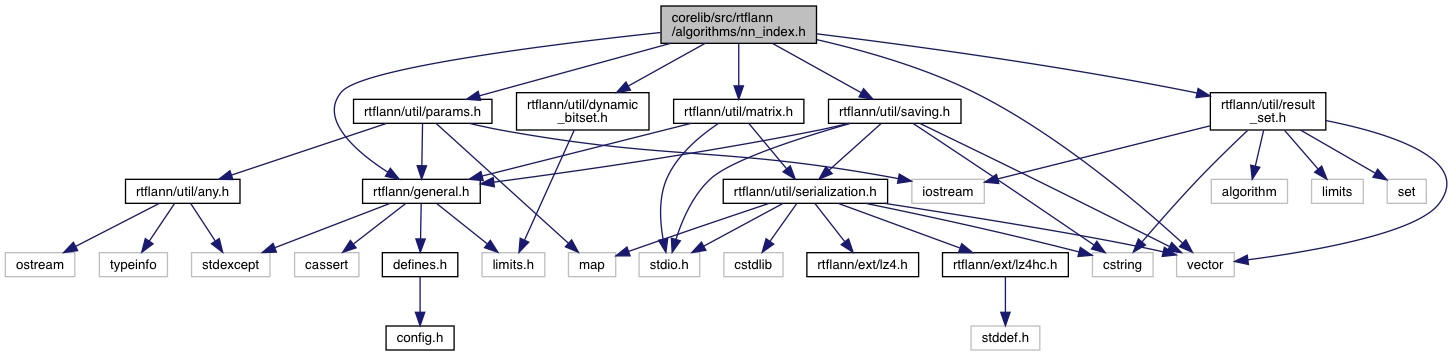 corelib/src/rtflann
/algorithms/nn_index.h
rtflann/util/params.h
rtflann/util/dynamic
_bitset.h
rtflann/util/matrix.h
rtflann/util/saving.h
rtflann/util/result
_set.h
rtflann/util/any.h
rtflann/general.h
rtflann/util/serialization.h
iostream
algorithm
limits
set
ostream
typeinfo
stdexcept
cassert
defines.h
limits.h
map
stdio.h
cstdlib
rtflann/ext/lz4.h
rtflann/ext/lz4hc.h
cstring
vector
config.h
stddef.h